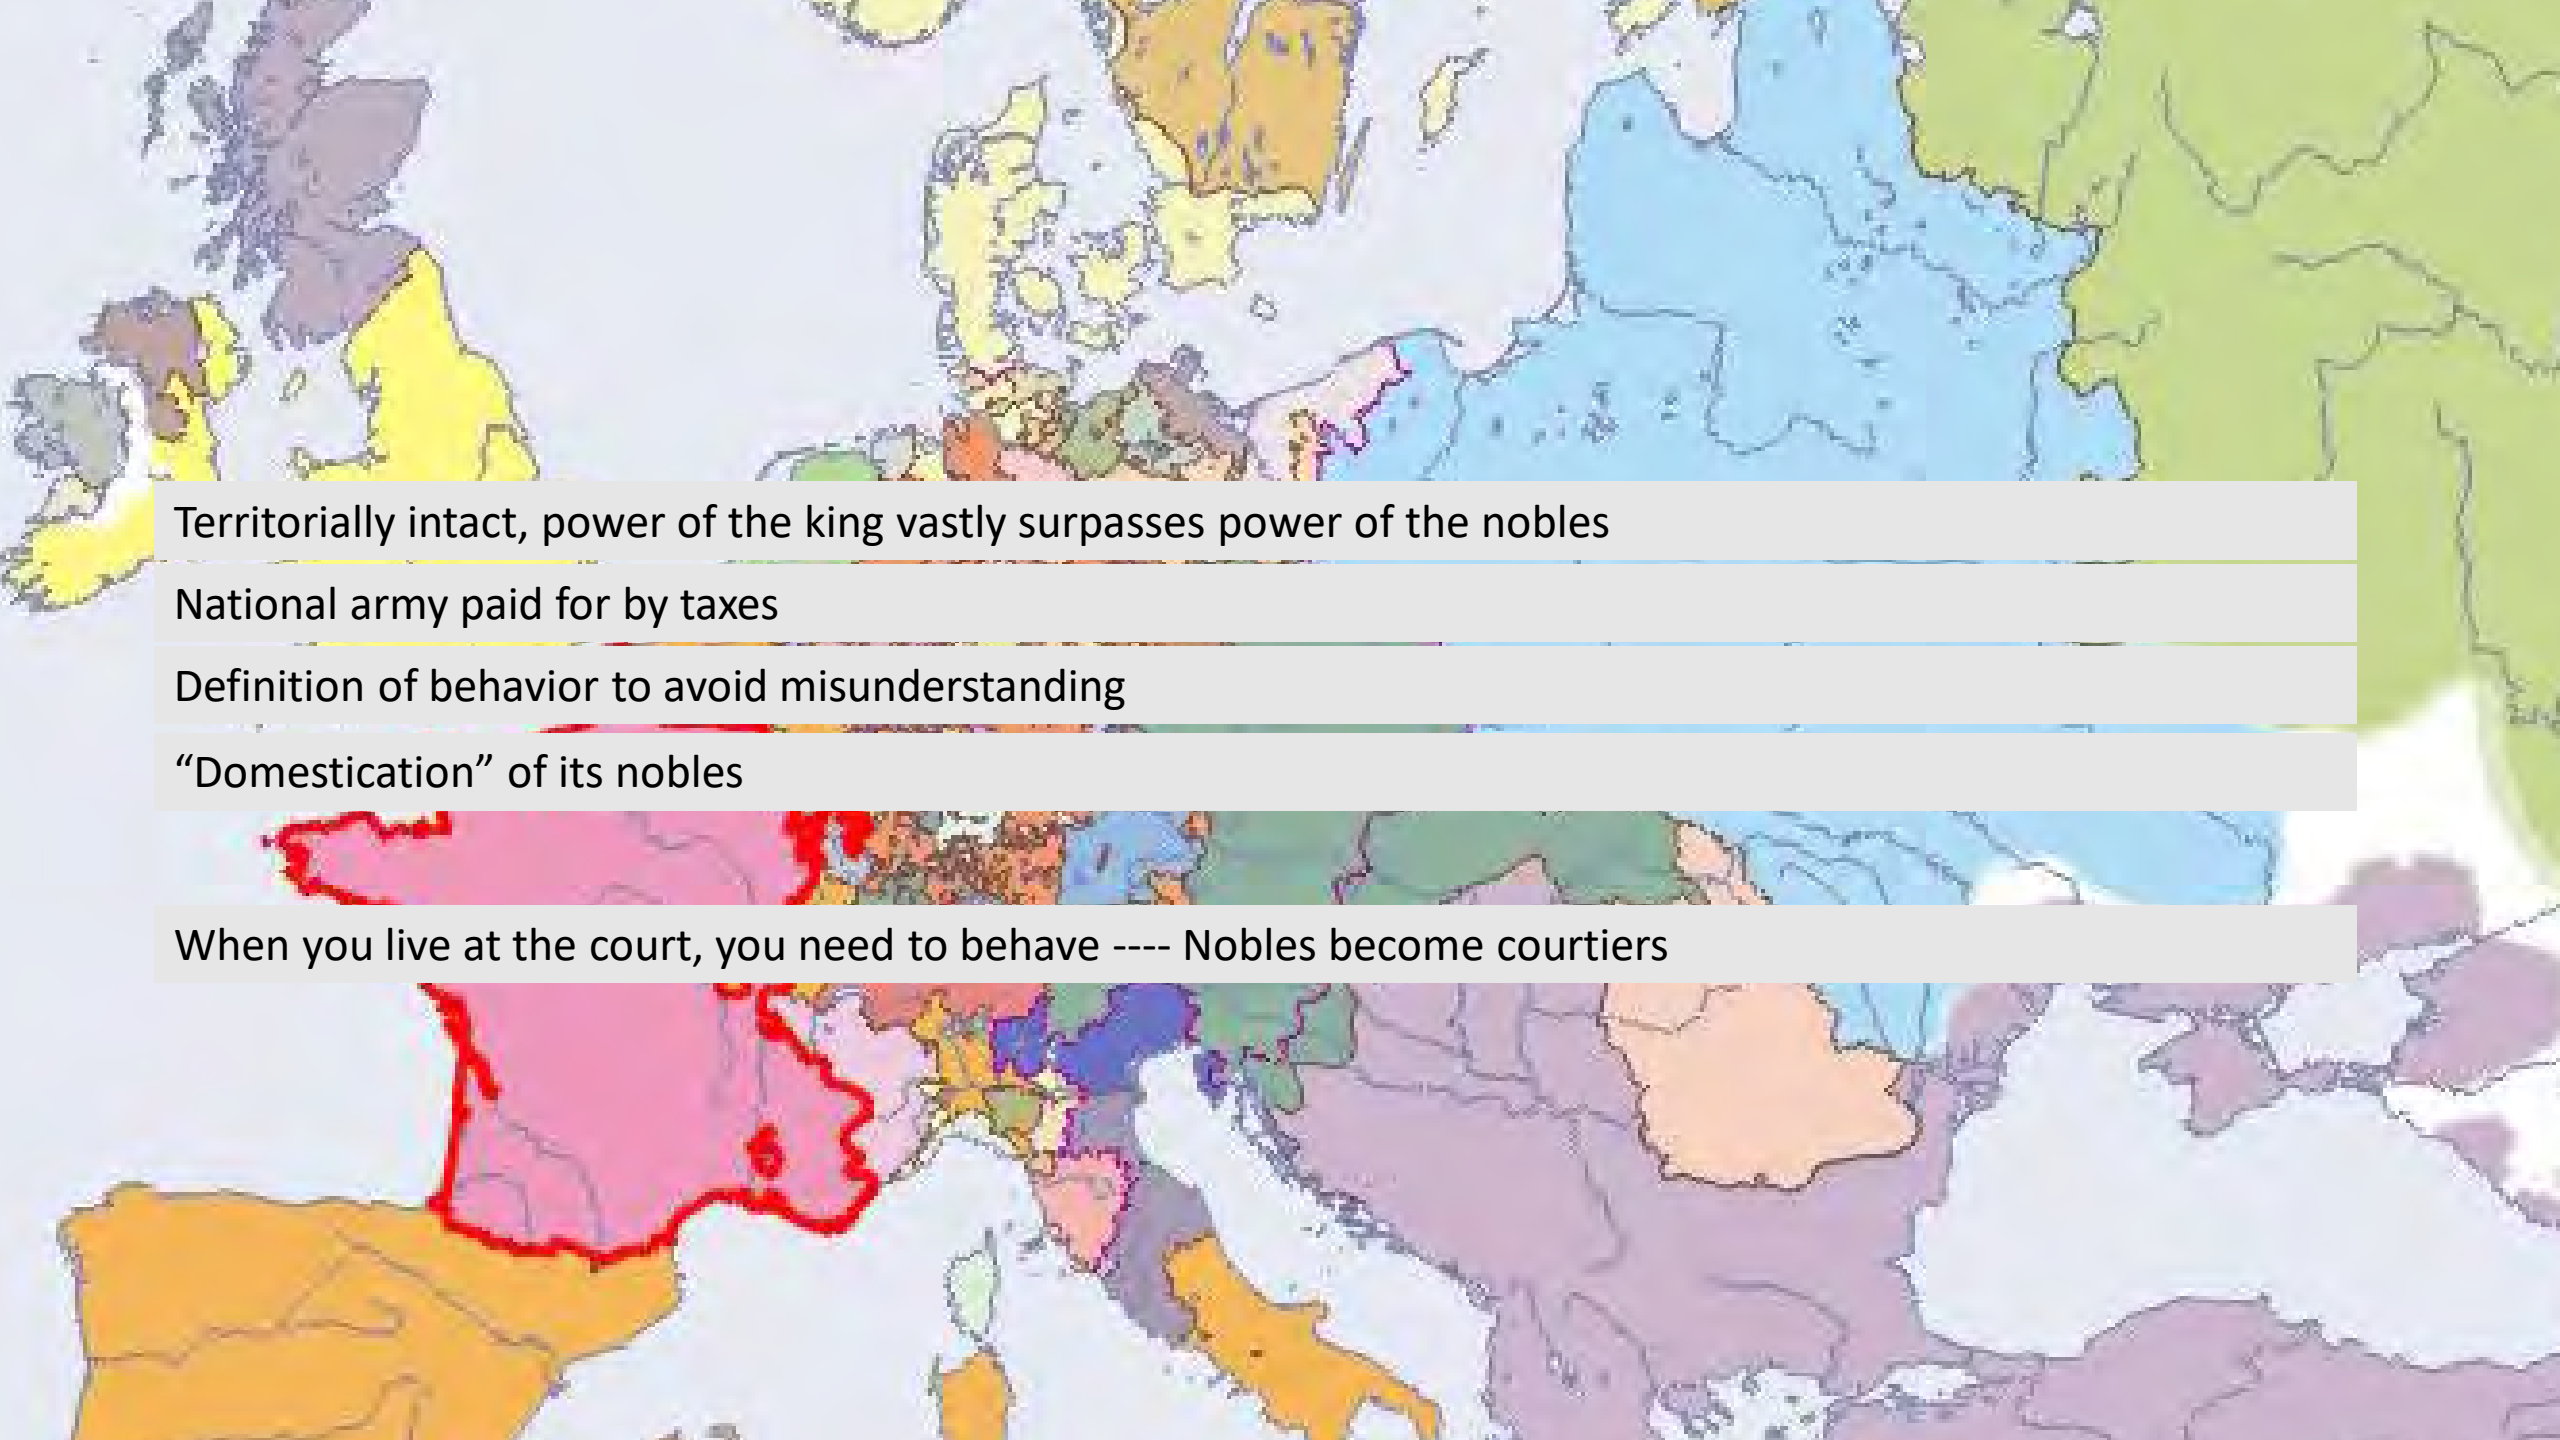 Territorially intact, power of the king vastly surpasses power of the nobles
National army paid for by taxes
Definition of behavior to avoid misunderstanding
“Domestication” of its nobles
When you live at the court, you need to behave ---- Nobles become courtiers